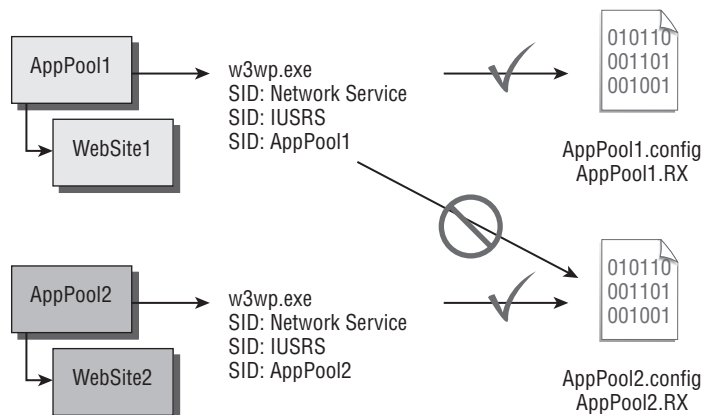 AppPool1
WebSite1
w3wp.exe
SID: Network Service
SID: IUSRS
SID: AppPool1
010110
001101
001001
AppPool1.config
AppPool1.RX
AppPool2
WebSite2
w3wp.exe
SID: Network Service
SID: IUSRS
SID: AppPool2
010110
001101
001001
AppPool2.config
AppPool2.RX